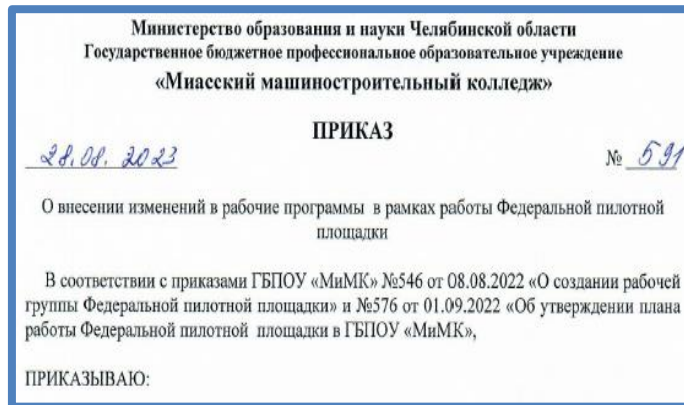 Министерство образования и науки Челябинской области
Государственное бюджетное профессиональное образовательное учреждение
«Миасский машиностроительный колледж»
ПРИКАЗ
28.08. 2023 № 591
О внесении изменений в рабочие программы в рамках работы Федеральной пилотной
площадки
В соответствии с приказами ГБПОУ «МиМК» №546 от 08.08.2022 «О создании рабочей
группы Федеральной пилотной площадки» и №576 от 01.09.2022 «Об утверждении плана
работы Федеральной пилотной площадки в ГБПОУ «МиМК»,
ПРИКАЗЫВАЮ: